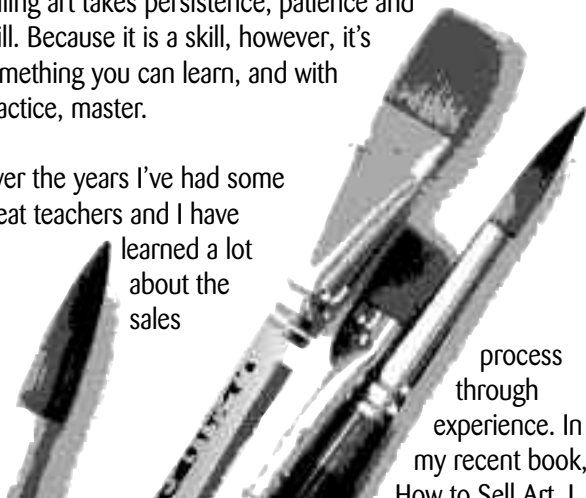 lling art takes persistence, patience and
ill. Because it is a skill, however, it's
mething you can learn, and with
actice, master.
ver the years I've had some
eat teachers and I have
learned a lot
about the
sales
process
through
experience. In
my recent book,
How to Sell Art, I